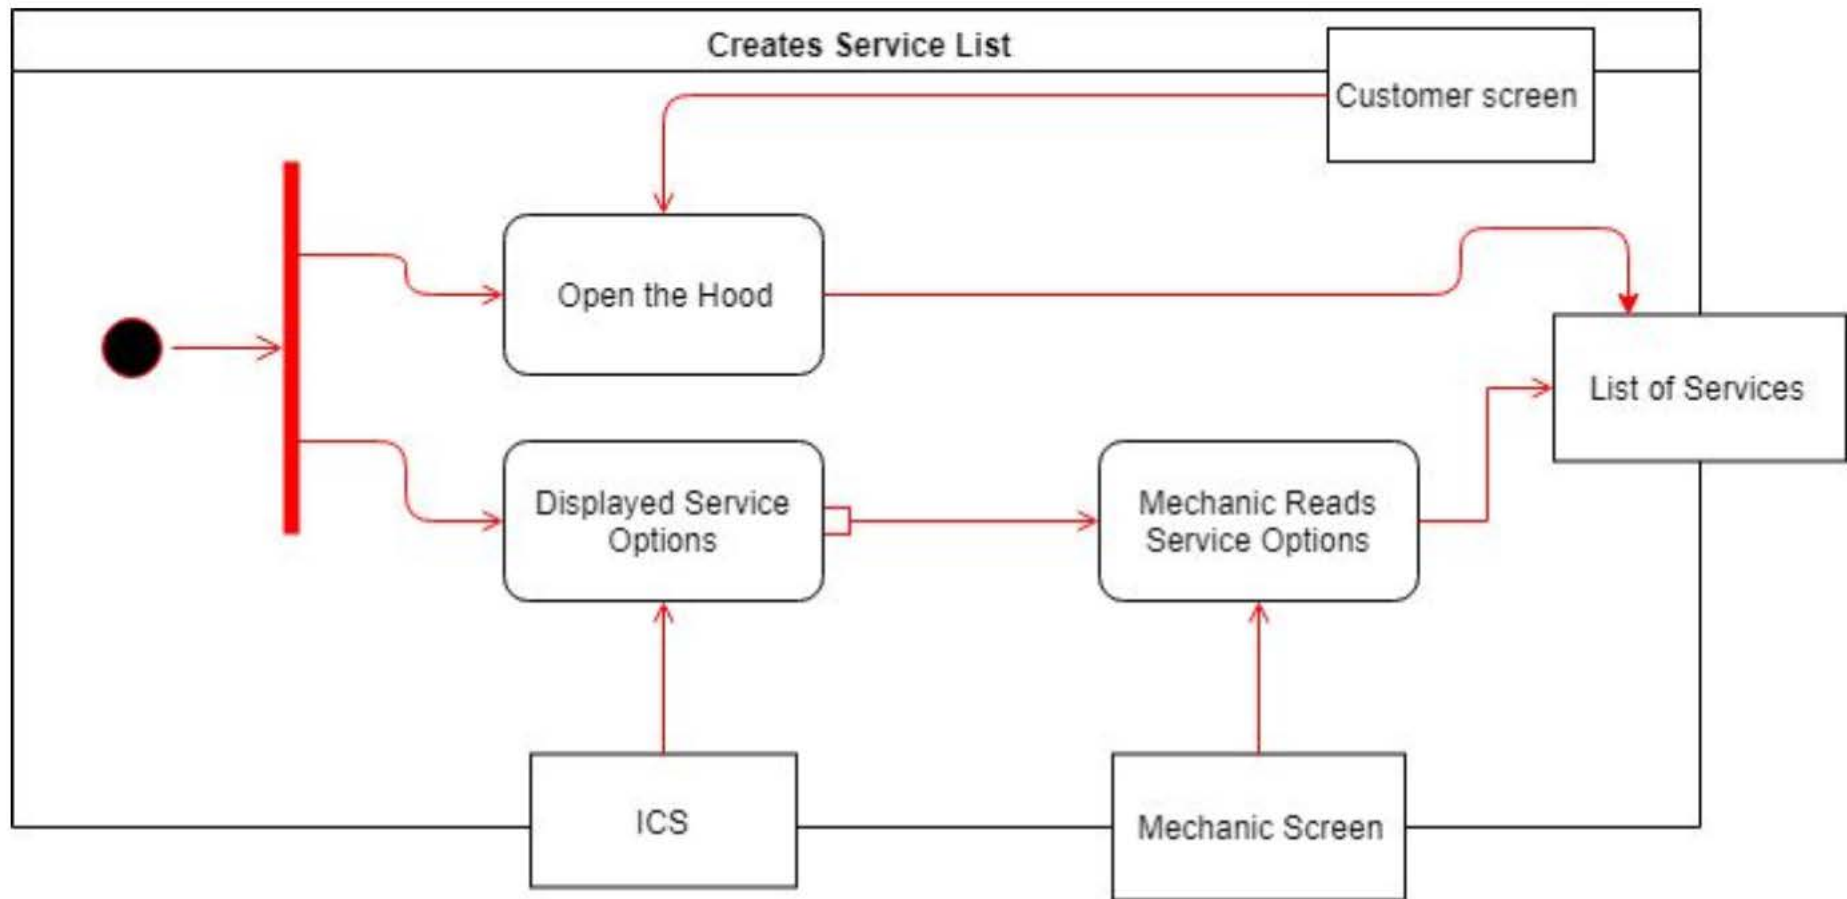 Creates Service List
Customer screen
Open the Hood
List of Services
Displayed Service
Options
Mechanic Reads
Service Options
ICS
Mechanic Screen